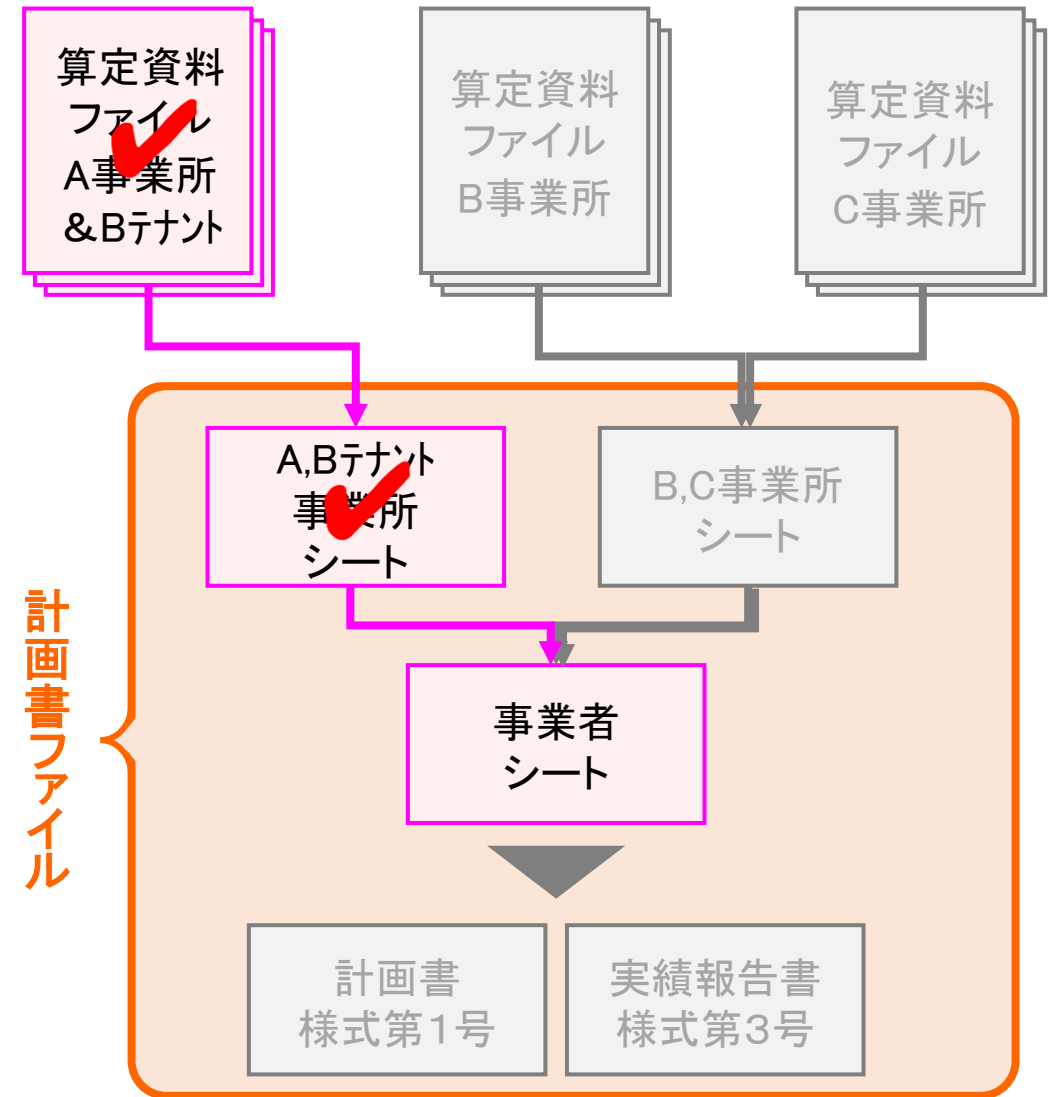 算定資料
ファイル
A事業所
＆Bﾃﾅﾝﾄ
算定資料
ファイル
B事業所
算定資料
ファイル
C事業所
A,Bﾃﾅﾝﾄ
事業所
シート
B,C事業所
シート
計画書ファイル
事業者
シート
計画書
様式第１号
実績報告書
様式第３号